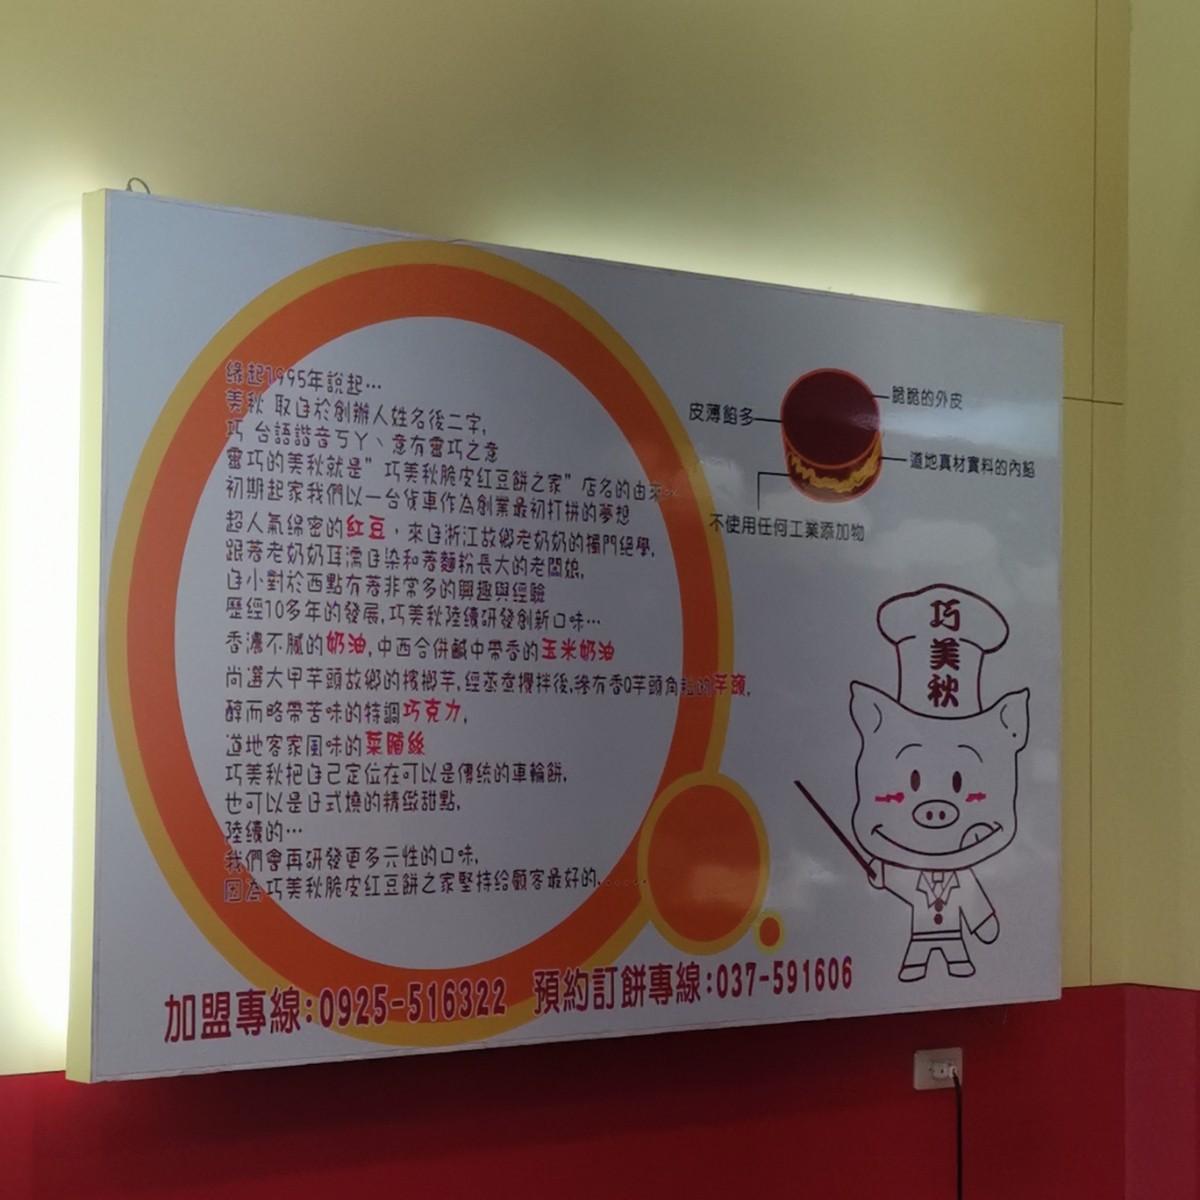 緣起1995年說起…
美秋 取自於創辦人姓名後二字,
巧 台語諧音ㄎㄚ、意有靈巧之意
靈巧的美秋就是"巧美秋脆皮紅豆餅之家"店名的由來…
初期起家我們以一台貨車作為創業最初打拼的夢想
超人氣綿密的紅豆，來自浙江故鄉老奶奶的獨門絕學,
跟著老奶奶耳濡目染和著麵粉長大的老闆娘,
自小對於西點有著非常多的興趣與經驗
歷經10多年的發展,巧美秋陸續研發創新口味…
香濃不膩的奶油,中西合併鹹中帶香的玉米奶油
尚選大甲芋頭故鄉的檳榔芋,經蒸煮攪拌後,摻有香Q芋頭角粒的芋頭,
醇而略帶苦味的特調巧克力,
道地客家風味的菜脯絲
巧美秋把自己定位在可以是傳統的車輪餅,
也可以是日式燒的精緻甜點,
陸續的…
我們會再研發更多元性的口味,
因為巧美秋脆皮紅豆餅之家堅持給顧客最好的......
皮薄餡多
脆脆的外皮
道地真材實料的內餡
不使用任何工業添加物
巧美秋
加盟專線:0925-516322 預約訂餅專線:037-591606